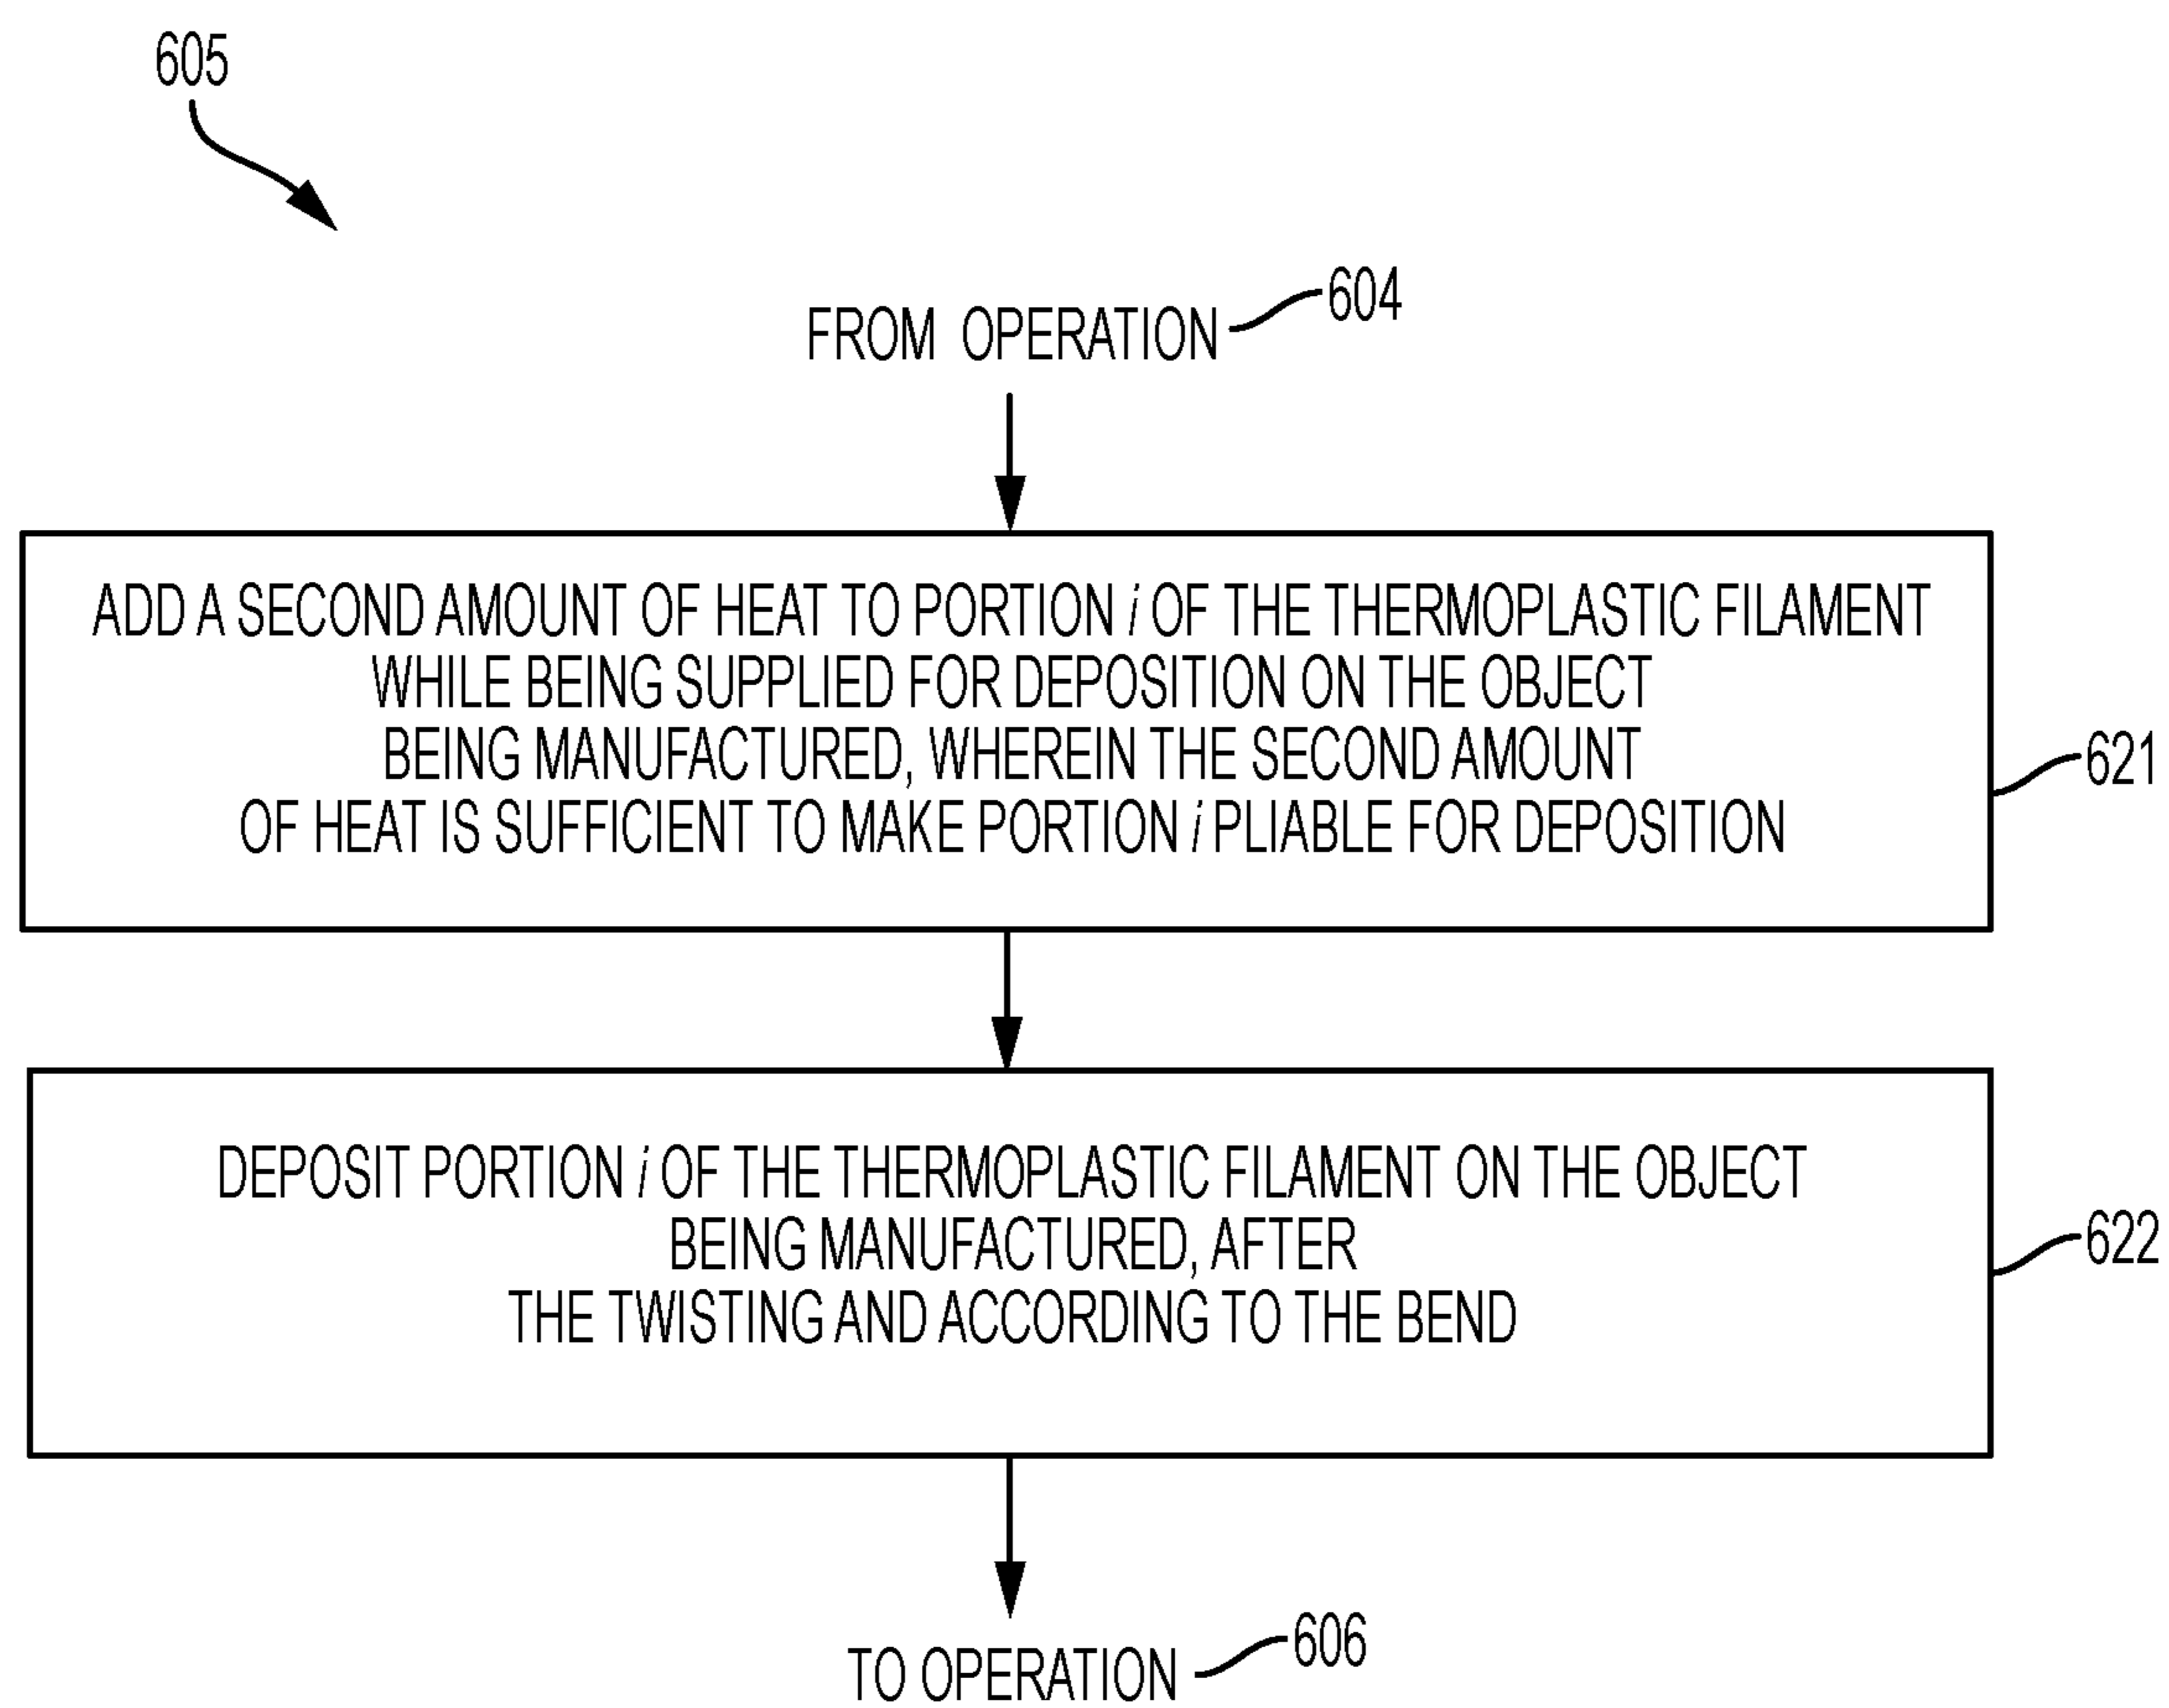 605
FROM OPERATION 604
ADD A SECOND AMOUNT OF HEAT TO PORTION i OF THE THERMOPLASTIC FILAMENT
WHILE BEING SUPPLIED FOR DEPOSITION ON THE OBJECT
BEING MANUFACTURED, WHEREIN THE SECOND AMOUNT
OF HEAT IS SUFFICIENT TO MAKE PORTION i PLIABLE FOR DEPOSITION
621
DEPOSIT PORTION i OF THE THERMOPLASTIC FILAMENT ON THE OBJECT
BEING MANUFACTURED, AFTER
THE TWISTING AND ACCORDING TO THE BEND
622
TO OPERATION 606